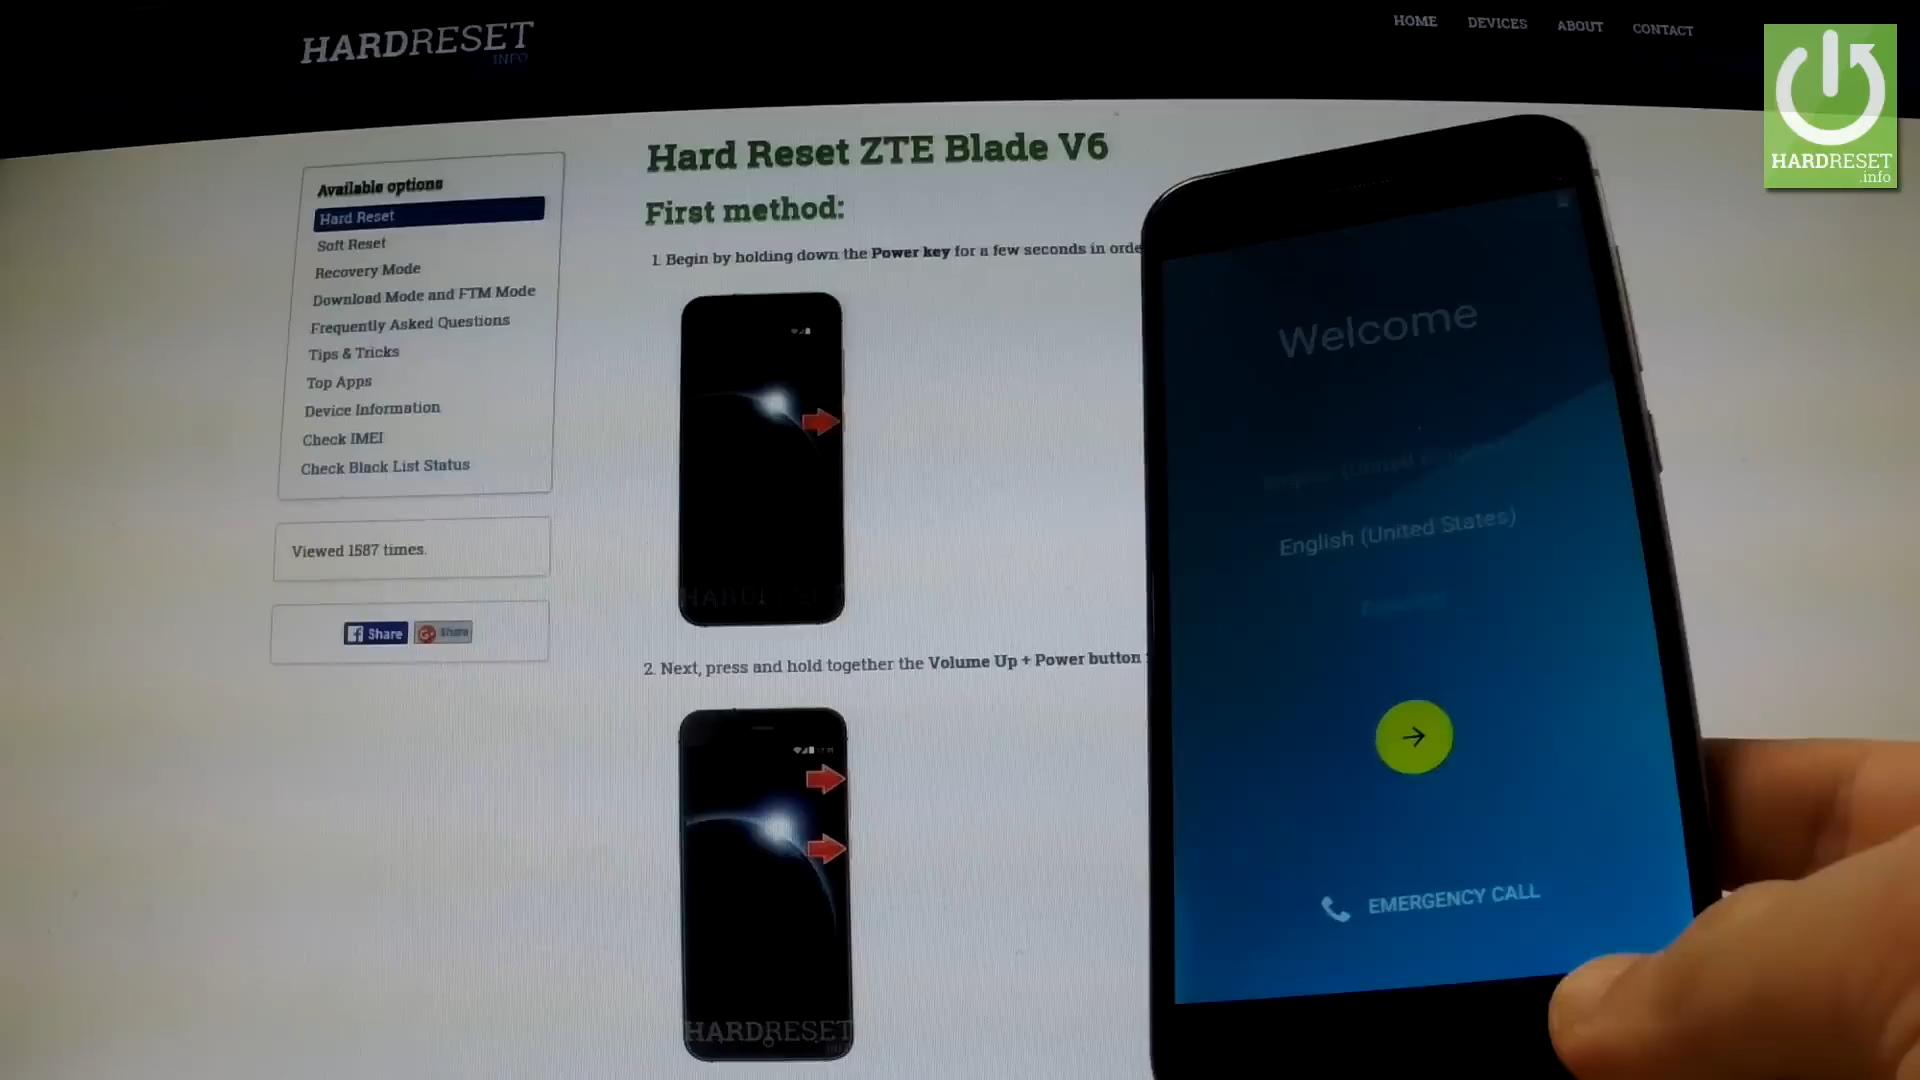 HARDRESET
INFO
HOME DEVICES ABOUT CONTACT
HARDRESET
.info
Available options
Hard Reset
Soft Reset
Recovery Mode
Download Mode and FTM Mode
Frequently Asked Questions
Tips & Tricks
Top Apps
Device Information
Check IMEI
Check Black List Status
Viewed 1587 times.
Share
Share
Hard Reset ZTE Blade V6
First method:
1. Begin by holding down the Power key for a few seconds in orde
2. Next, press and hold together the Volume Up + Power button
HARDRESET
Welcome
English (United
English (United States)
EMERGENCY CALL